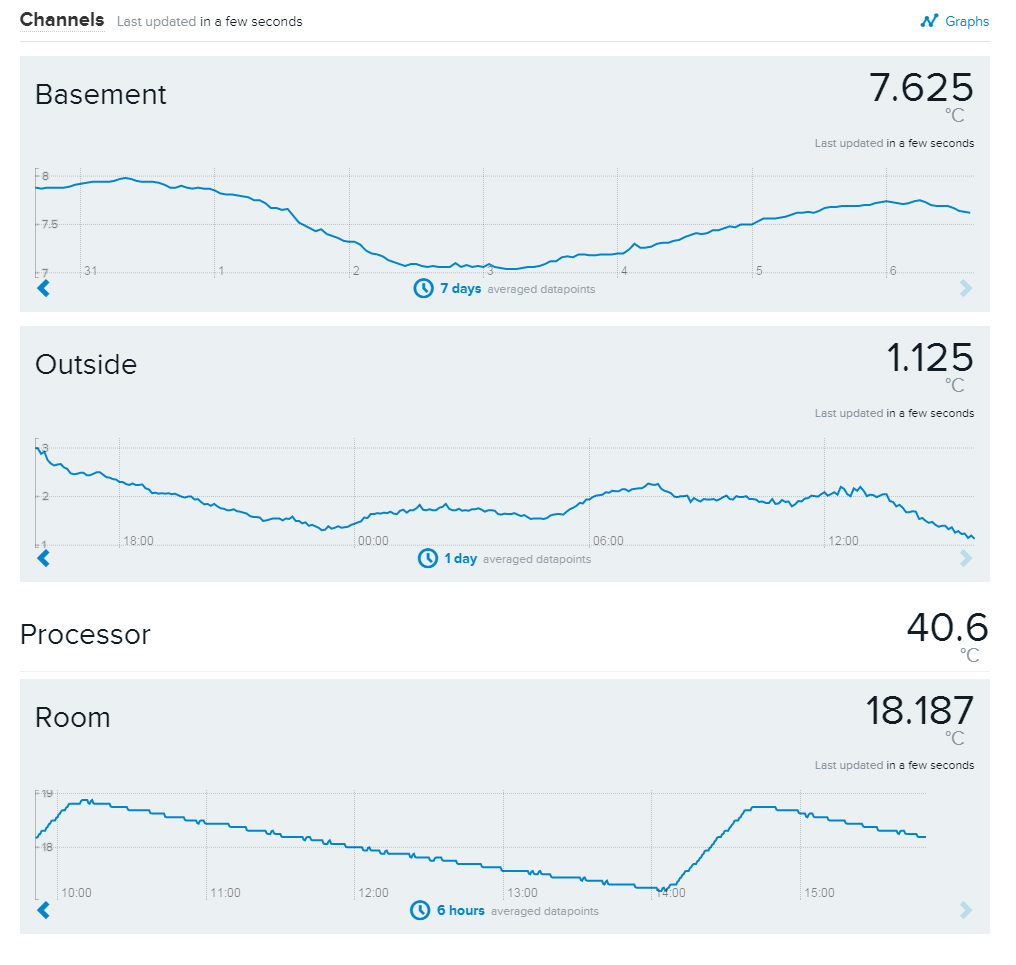 Channels Last updated in a few seconds Graphs
Basement 7.625
°C
Last updated in a few seconds
8
7.5
7 31 1 2 3 4 5 6
7 days averaged datapoints
Outside 1.125
°C
Last updated in a few seconds
3
2
1 18:00 00:00 06:00 12:00
1 day averaged datapoints
Processor 40.6
°C
Room 18.187
°C
Last updated in a few seconds
19
18
10:00 11:00 12:00 13:00 14:00 15:00
6 hours averaged datapoints